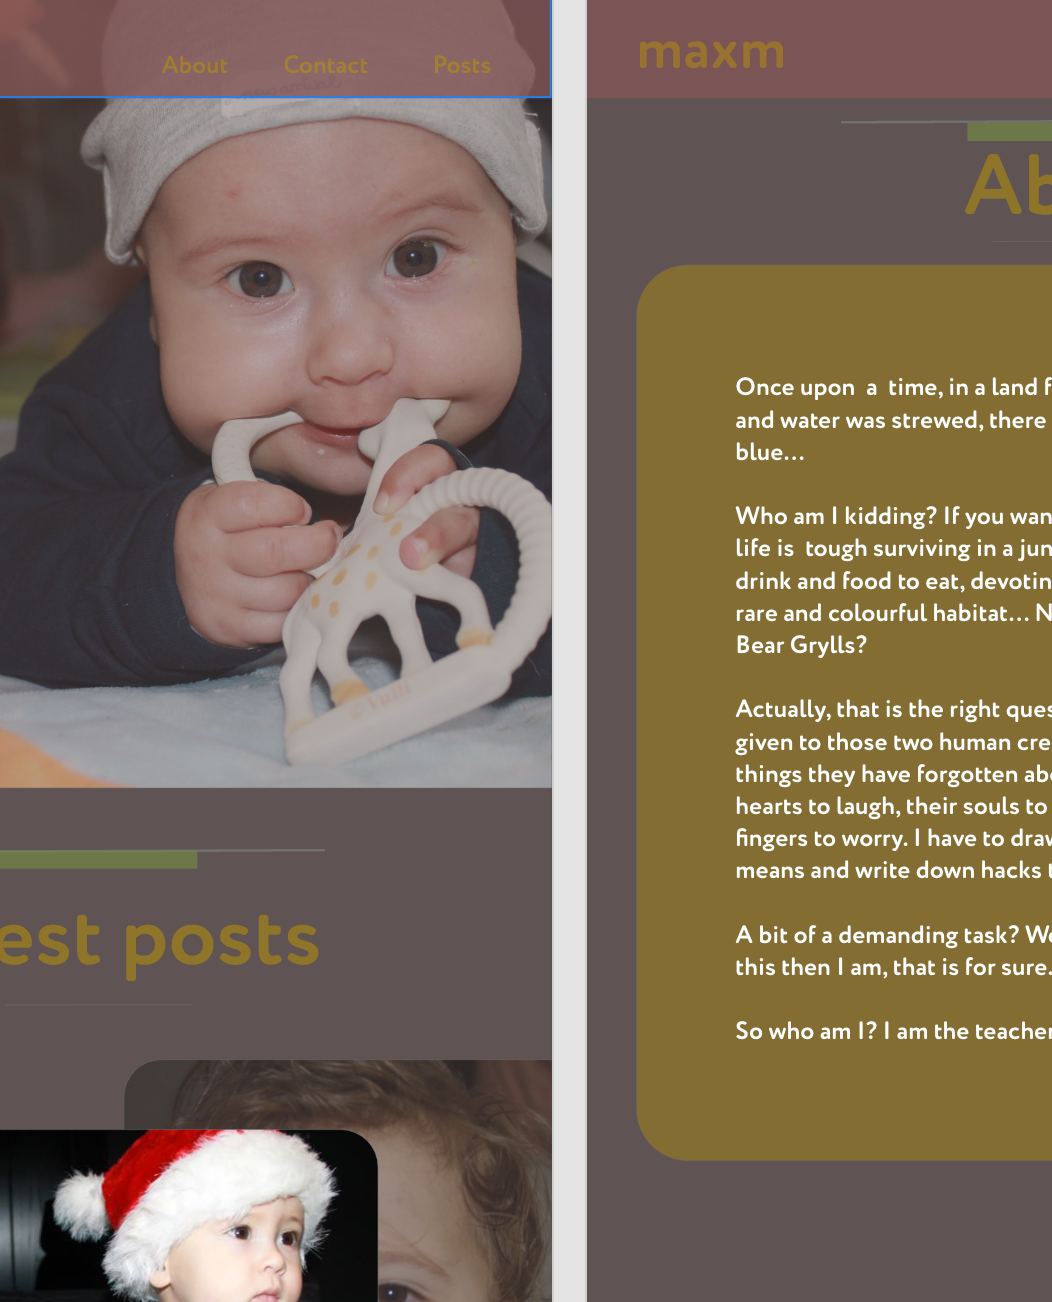 About Contact Posts
est posts
maxm
Ab
Once upon a time, in a land f
and water was strewed, there
blue...
Who am I kidding? If you wan
life is tough surviving in a jun
drink and food to eat, devotin
rare and colourful habitat... N
Bear Grylls?
Actually, that is the right ques
given to those two human cre
things they have forgotten abo
hearts to laugh, their souls to
fingers to worry. I have to draw
means and write down hacks t
A bit of a demanding task? We
this then I am, that is for sure.
So who am I? I am the teacher